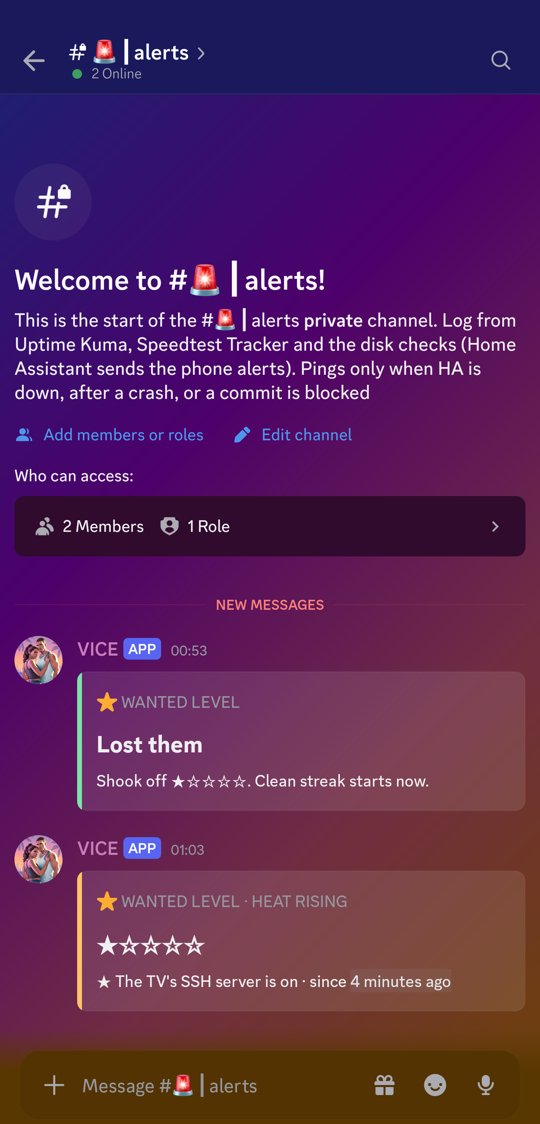 #🚨┃alerts
2 Online
Welcome to #🚨┃alerts!
This is the start of the #🚨┃alerts private channel. Log from
Uptime Kuma, Speedtest Tracker and the disk checks (Home
Assistant sends the phone alerts). Pings only when HA is
down, after a crash, or a commit is blocked
Add members or roles Edit channel
Who can access:
2 Members 1 Role
NEW MESSAGES
VICE APP 00:53
⭐ WANTED LEVEL
Lost them
Shook off ★☆☆☆☆. Clean streak starts now.
VICE APP 01:03
⭐ WANTED LEVEL · HEAT RISING
★☆☆☆☆
★ The TV's SSH server is on · since 4 minutes ago
Message #🚨┃alerts